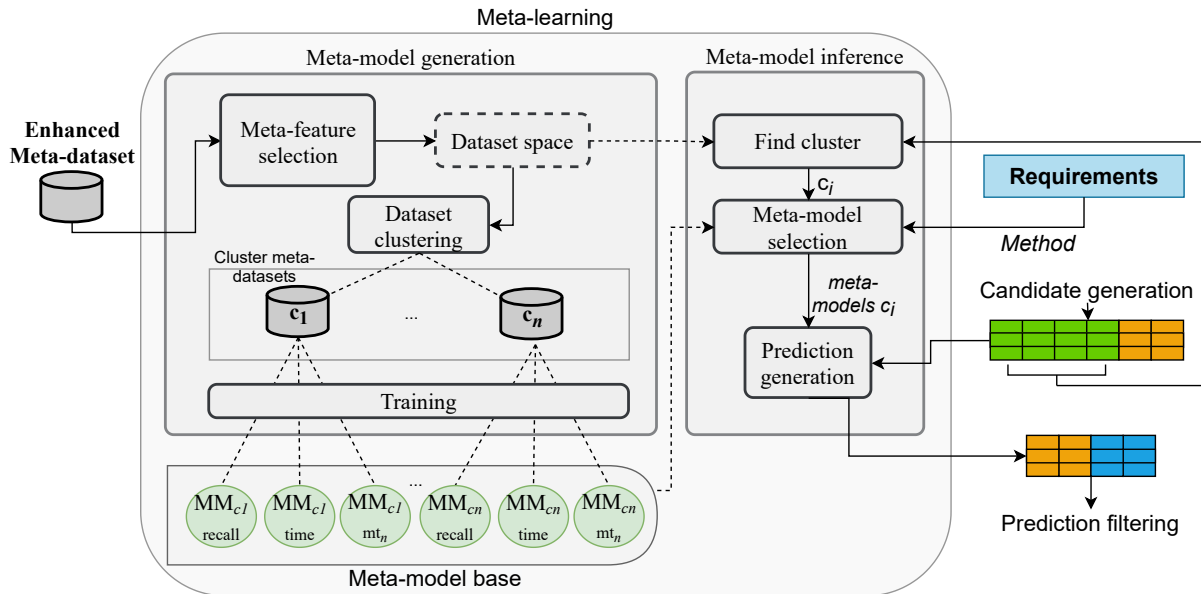 Meta-learning
Meta-model generation
Meta-model inference
Enhanced
Meta-dataset
Meta-feature
selection
Dataset space
Find cluster
Requirements
c_i
Dataset
clustering
Meta-model
selection
Method
Cluster meta-
datasets
meta-
models c_i
Candidate generation
c_1
...
c_n
Prediction
generation
Training
...
MM_c1
recall
MM_c1
time
MM_c1
mt_n
MM_cn
recall
MM_cn
time
MM_cn
mt_n
Prediction filtering
Meta-model base